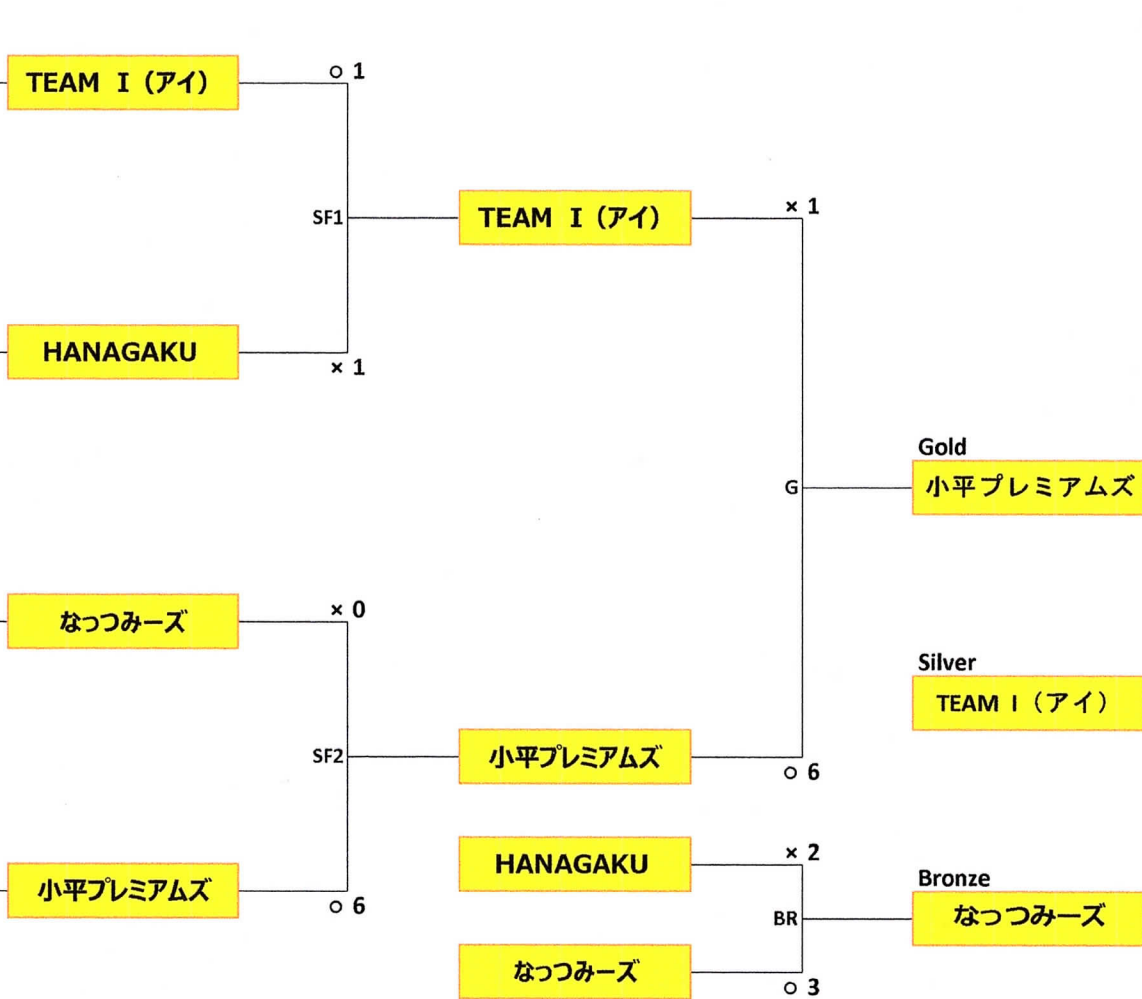 TEAM I（アイ）
○ 1
SF1
HANAGAKU
× 1
なっつみーズ
× 0
SF2
小平プレミアムズ
○ 6
TEAM I（アイ）
× 1
G
小平プレミアムズ
○ 6
HANAGAKU
× 2
BR
なっつみーズ
○ 3
Gold
小平プレミアムズ
Silver
TEAM I（アイ）
Bronze
なっつみーズ